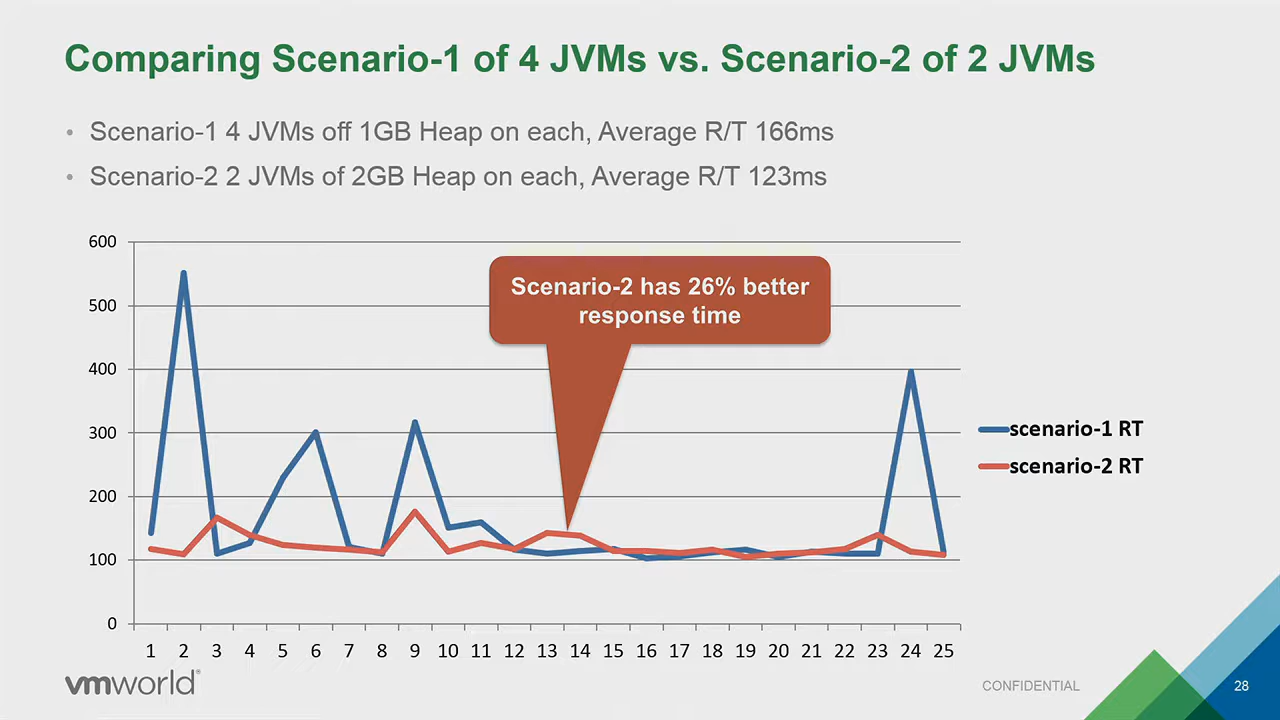 Comparing Scenario-1 of 4 JVMs vs. Scenario-2 of 2 JVMs
• Scenario-1 4 JVMs off 1GB Heap on each, Average R/T 166ms
• Scenario-2 2 JVMs of 2GB Heap on each, Average R/T 123ms
600
500
400
300
200
100
0
Scenario-2 has 26% better
response time
scenario-1 RT
scenario-2 RT
1 2 3 4 5 6 7 8 9 10 11 12 13 14 15 16 17 18 19 20 21 22 23 24 25
vmworld®
CONFIDENTIAL
28